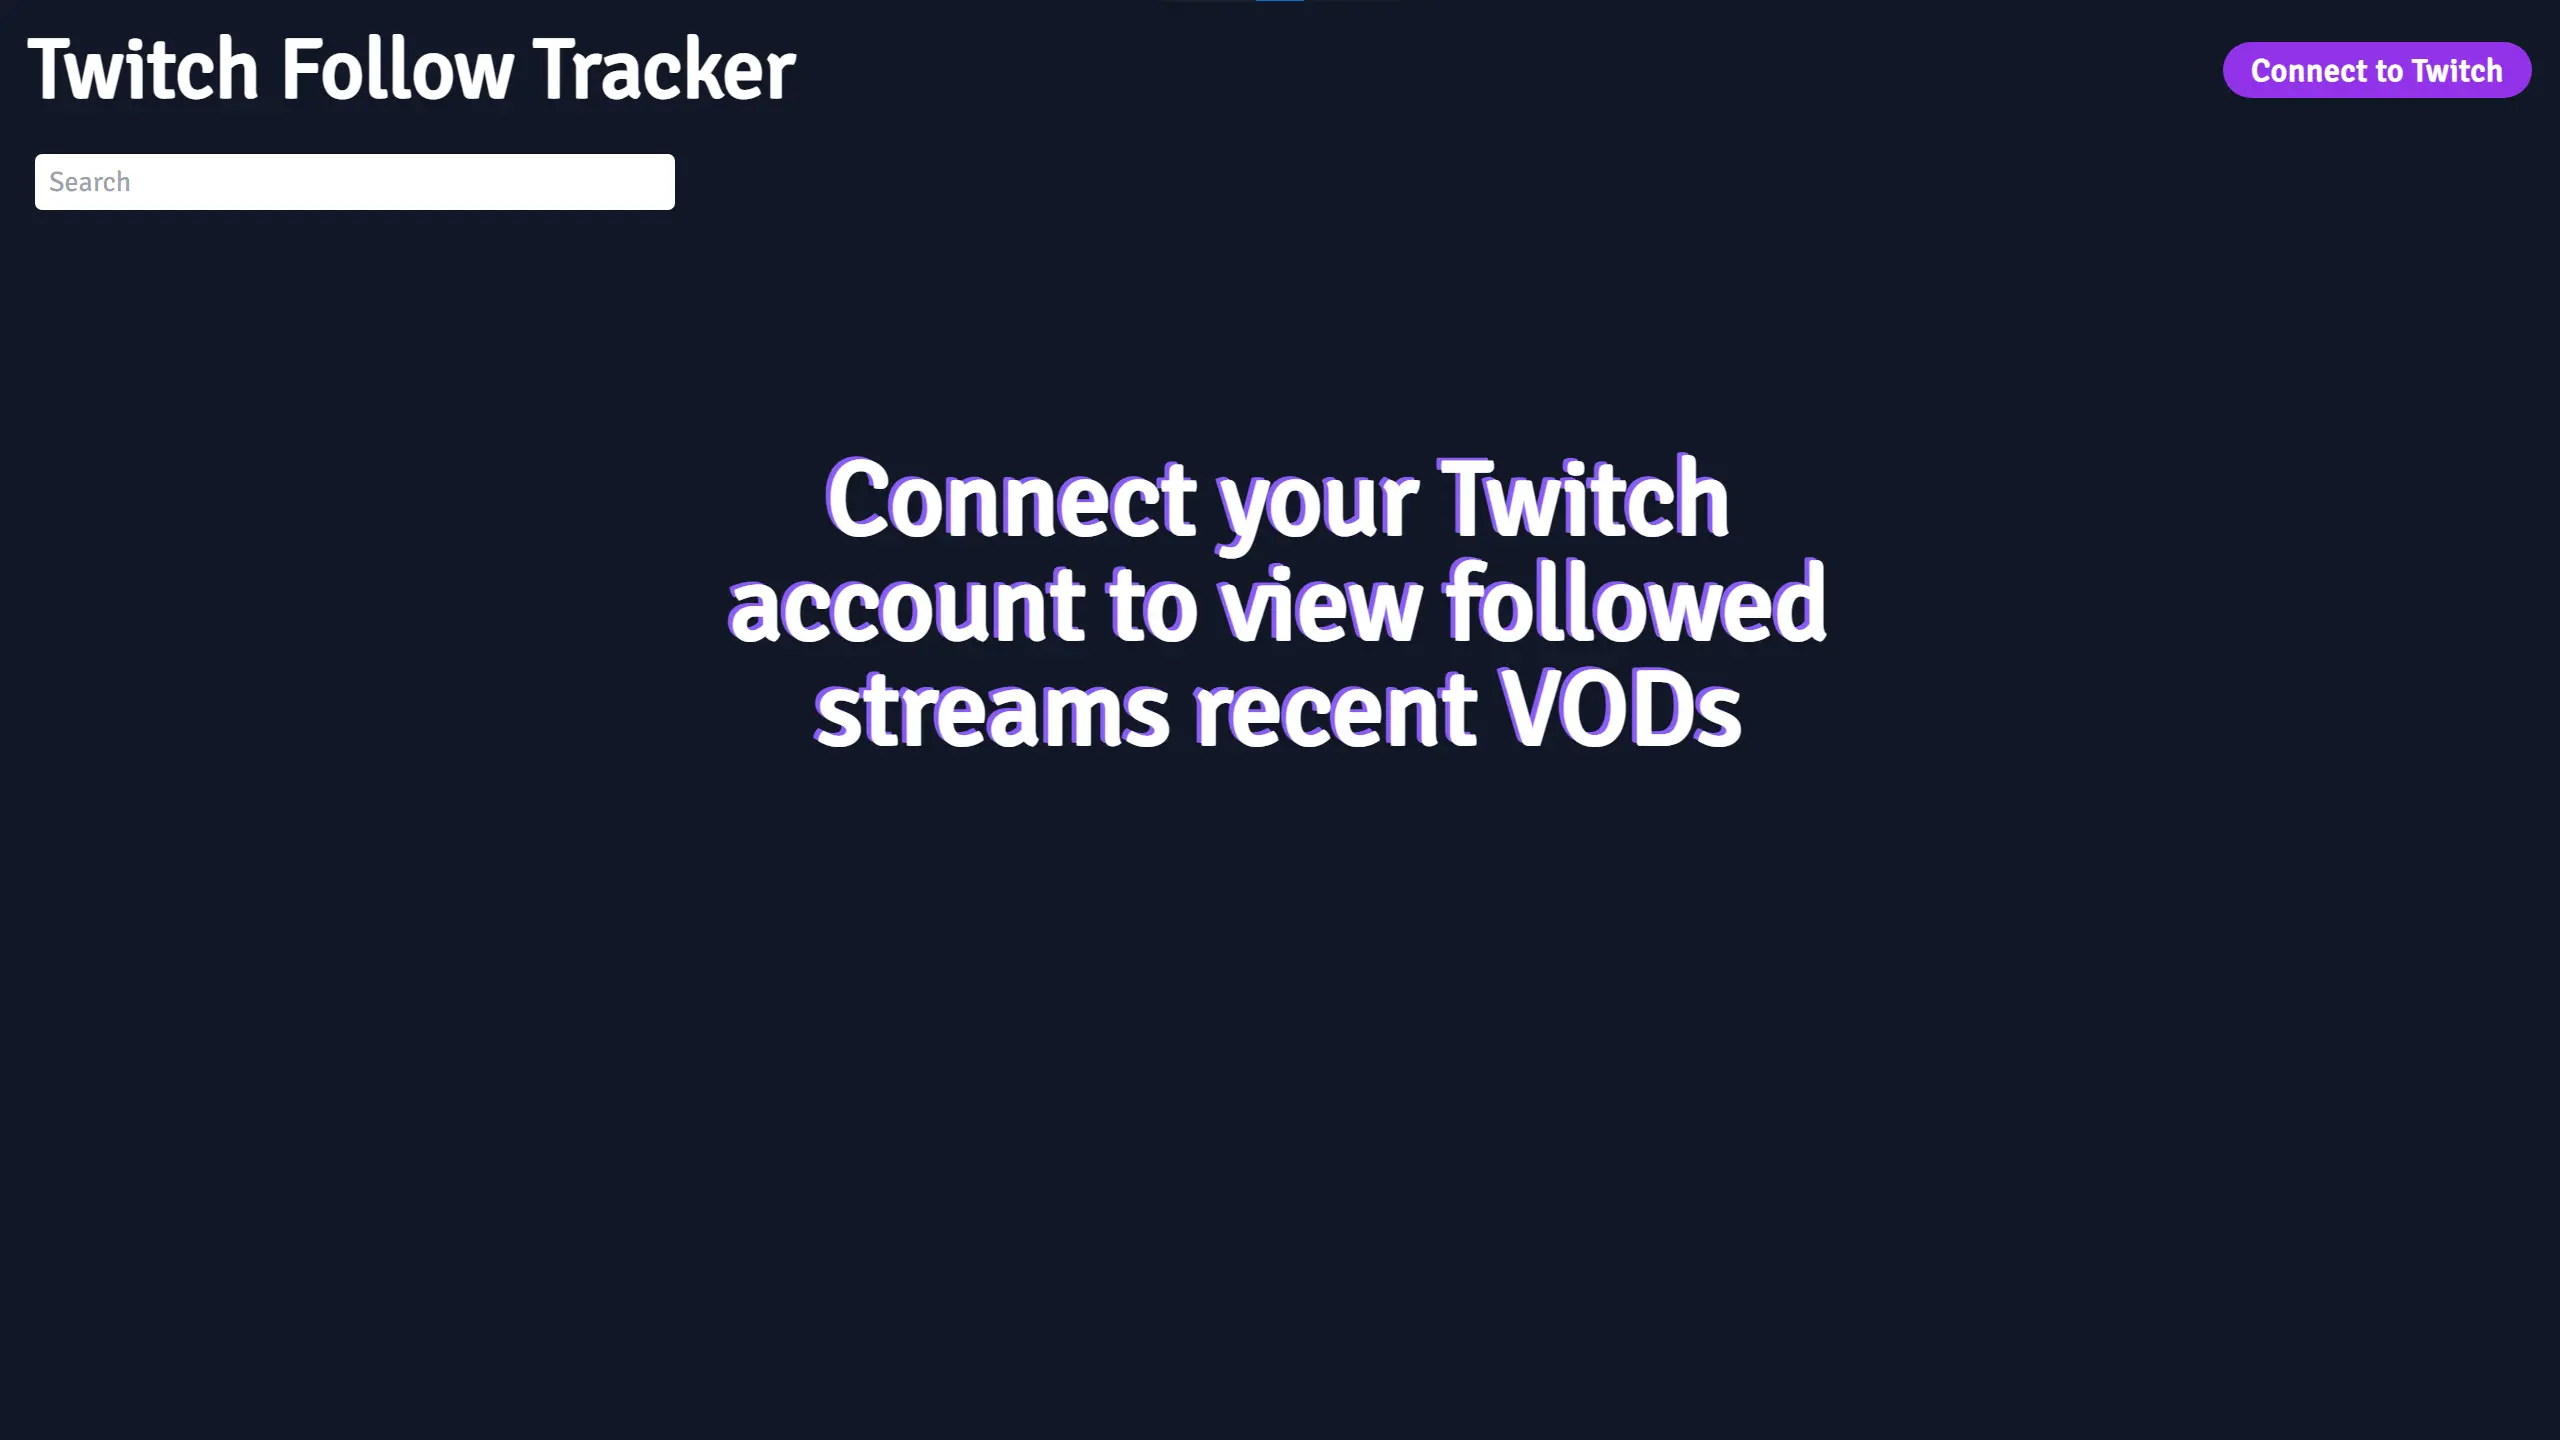 Twitch Follow Tracker
Connect to Twitch
Search
Connect your Twitch
account to view followed
streams recent VODs